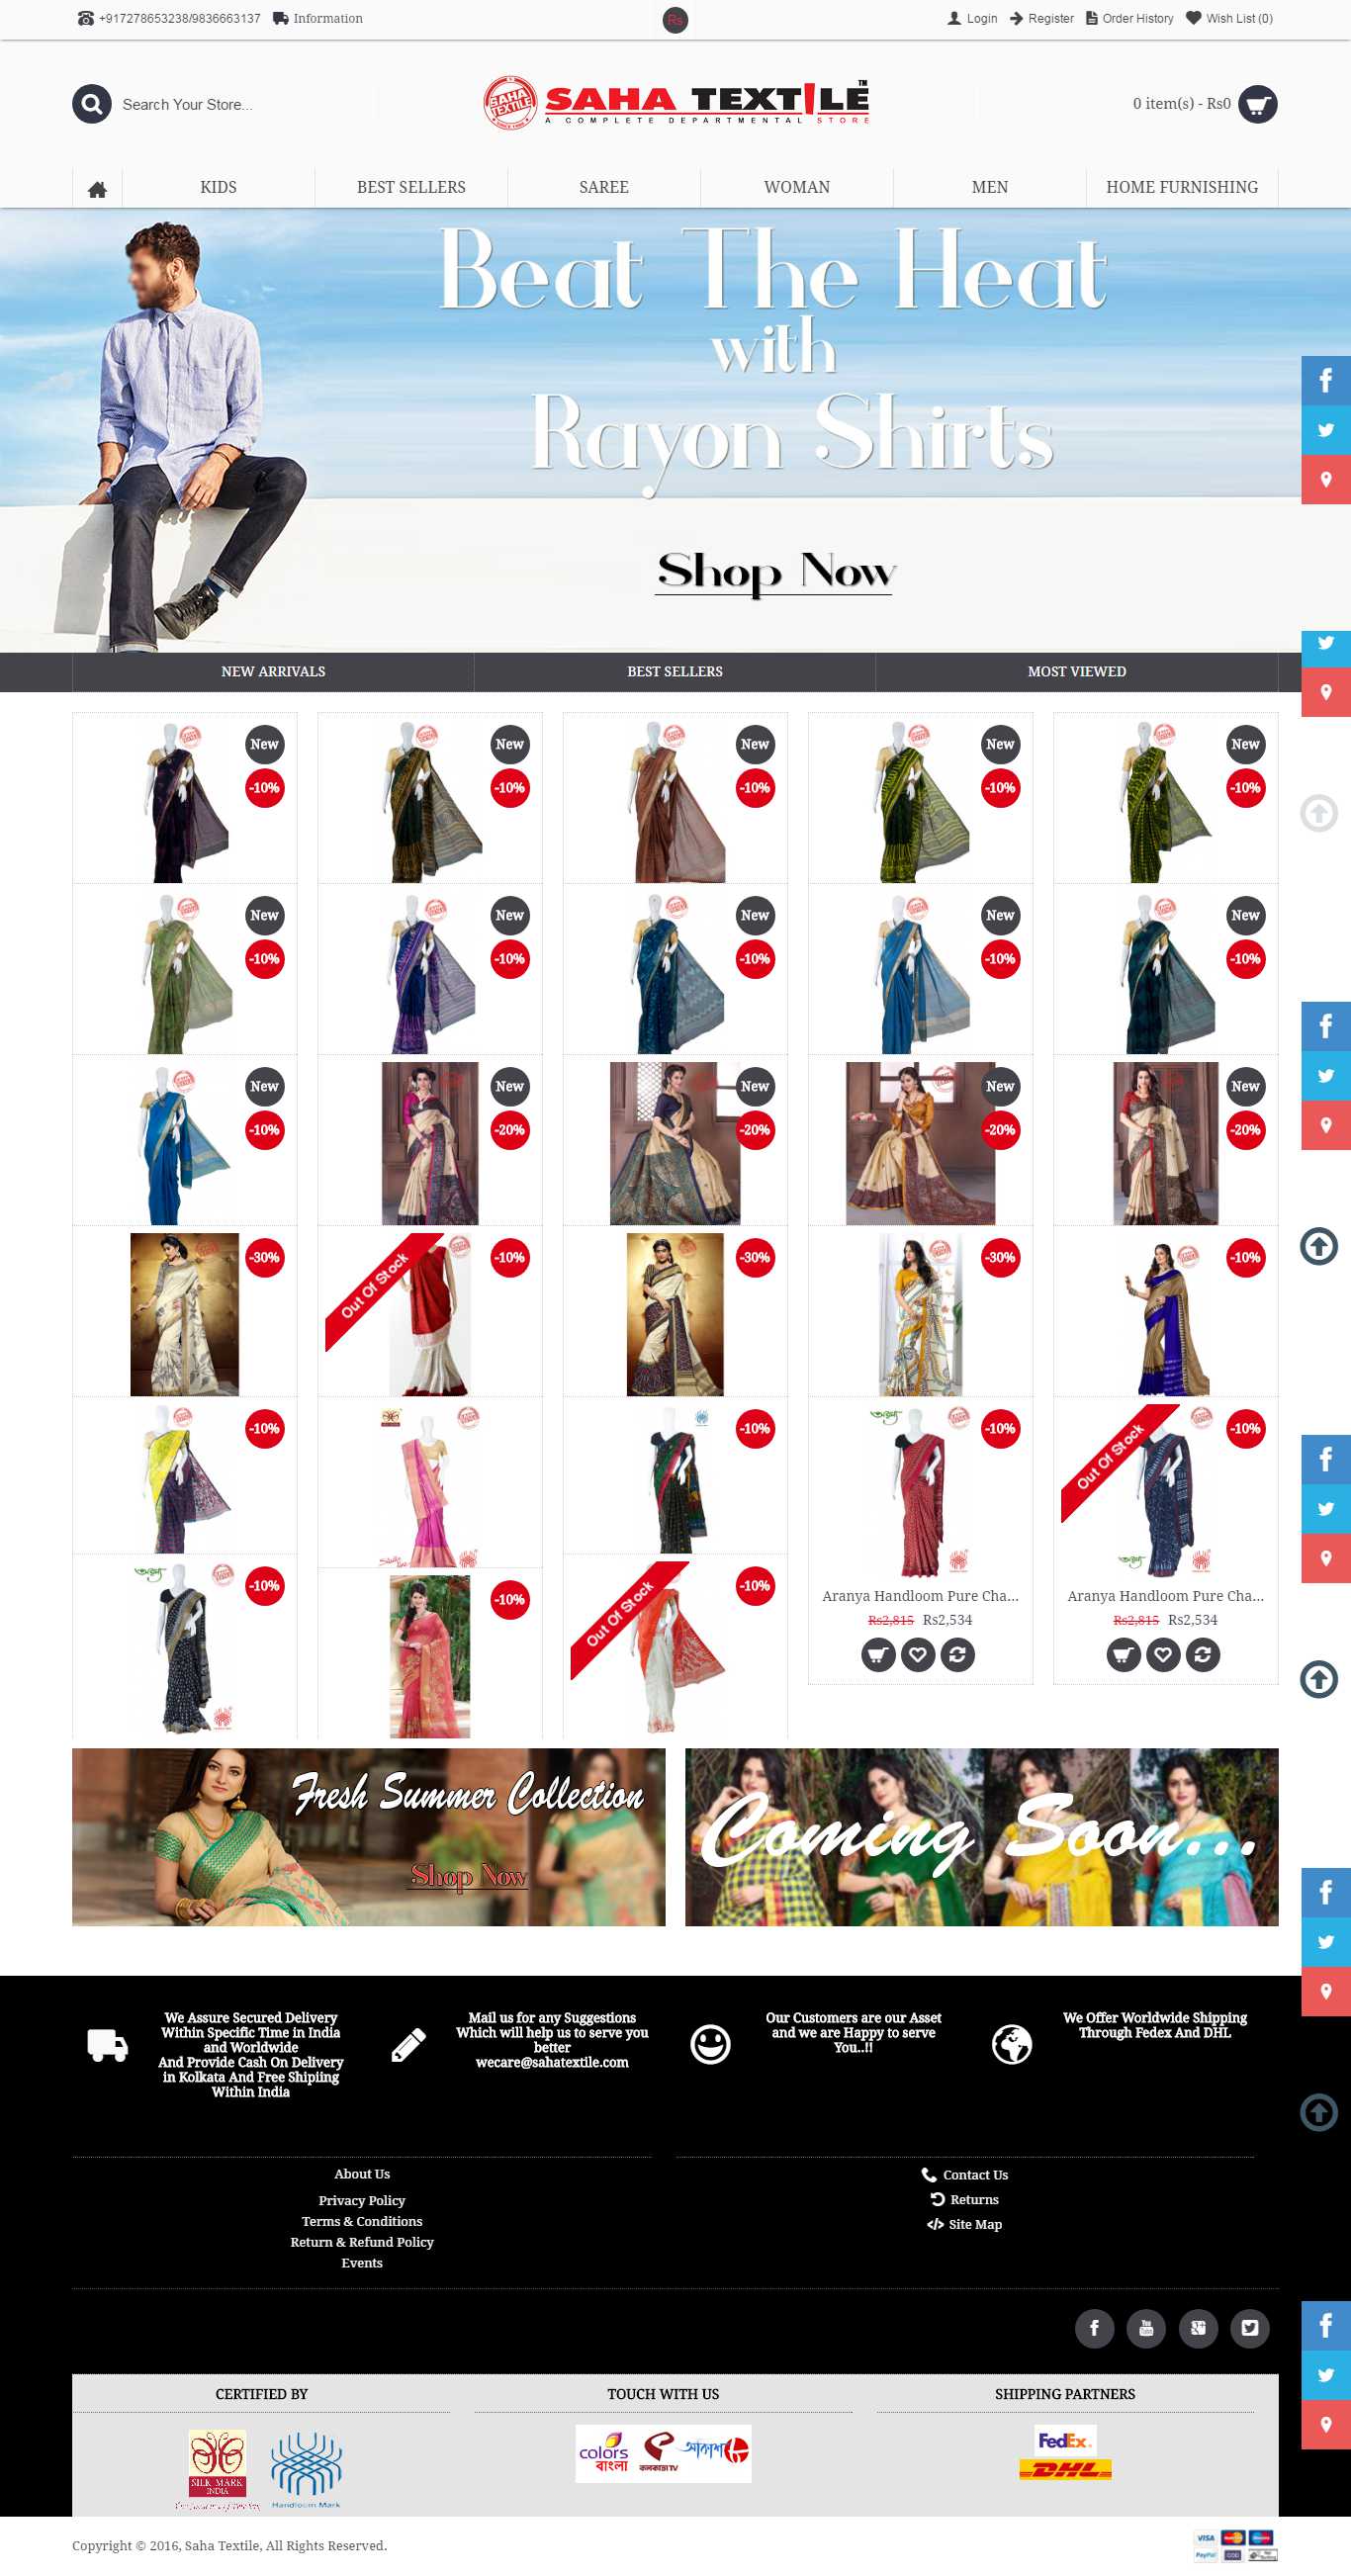 +917278653238/9836663137 Information Rs Login Register Order History Wish List (0)
Search Your Store...
SAHA TEXTILE
SAHA TEXTILE™
A COMPLETE DEPARTMENTAL STORE
0 item(s) - Rs0
KIDS BEST SELLERS SAREE WOMAN MEN HOME FURNISHING
Beat The Heat
with
Rayon Shirts
Shop Now
NEW ARRIVALS BEST SELLERS MOST VIEWED
New New New New New
-10% -10% -10% -10% -10%
New New New New New
-10% -10% -10% -10% -10%
New New New New New
-10% -20% -20% -20% -20%
-30% Out Of Stock -10% -30% -30% -10%
-10% -10% -10% Out Of Stock -10%
-10% -10% Out Of Stock -10%
Aranya Handloom Pure Cha... Aranya Handloom Pure Cha...
Rs2,815 Rs2,534 Rs2,815 Rs2,534
Fresh Summer Collection
Shop Now
Coming Soon...
We Assure Secured Delivery
Within Specific Time in India
and Worldwide
And Provide Cash On Delivery
in Kolkata And Free Shipiing
Within India
Mail us for any Suggestions
Which will help us to serve you
better
wecare@sahatextile.com
Our Customers are our Asset
and we are Happy to serve
You..!!
We Offer Worldwide Shipping
Through Fedex And DHL
About Us
Privacy Policy
Terms & Conditions
Return & Refund Policy
Events
Contact Us
Returns
Site Map
CERTIFIED BY TOUCH WITH US SHIPPING PARTNERS
SILK MARK
INDIA
Handloom Mark
colors
বাংলা
কলকাতা TV
আকাশ
FedEx
DHL
Copyright © 2016, Saha Textile, All Rights Reserved.
VISA MasterCard Maestro
PayPal COD